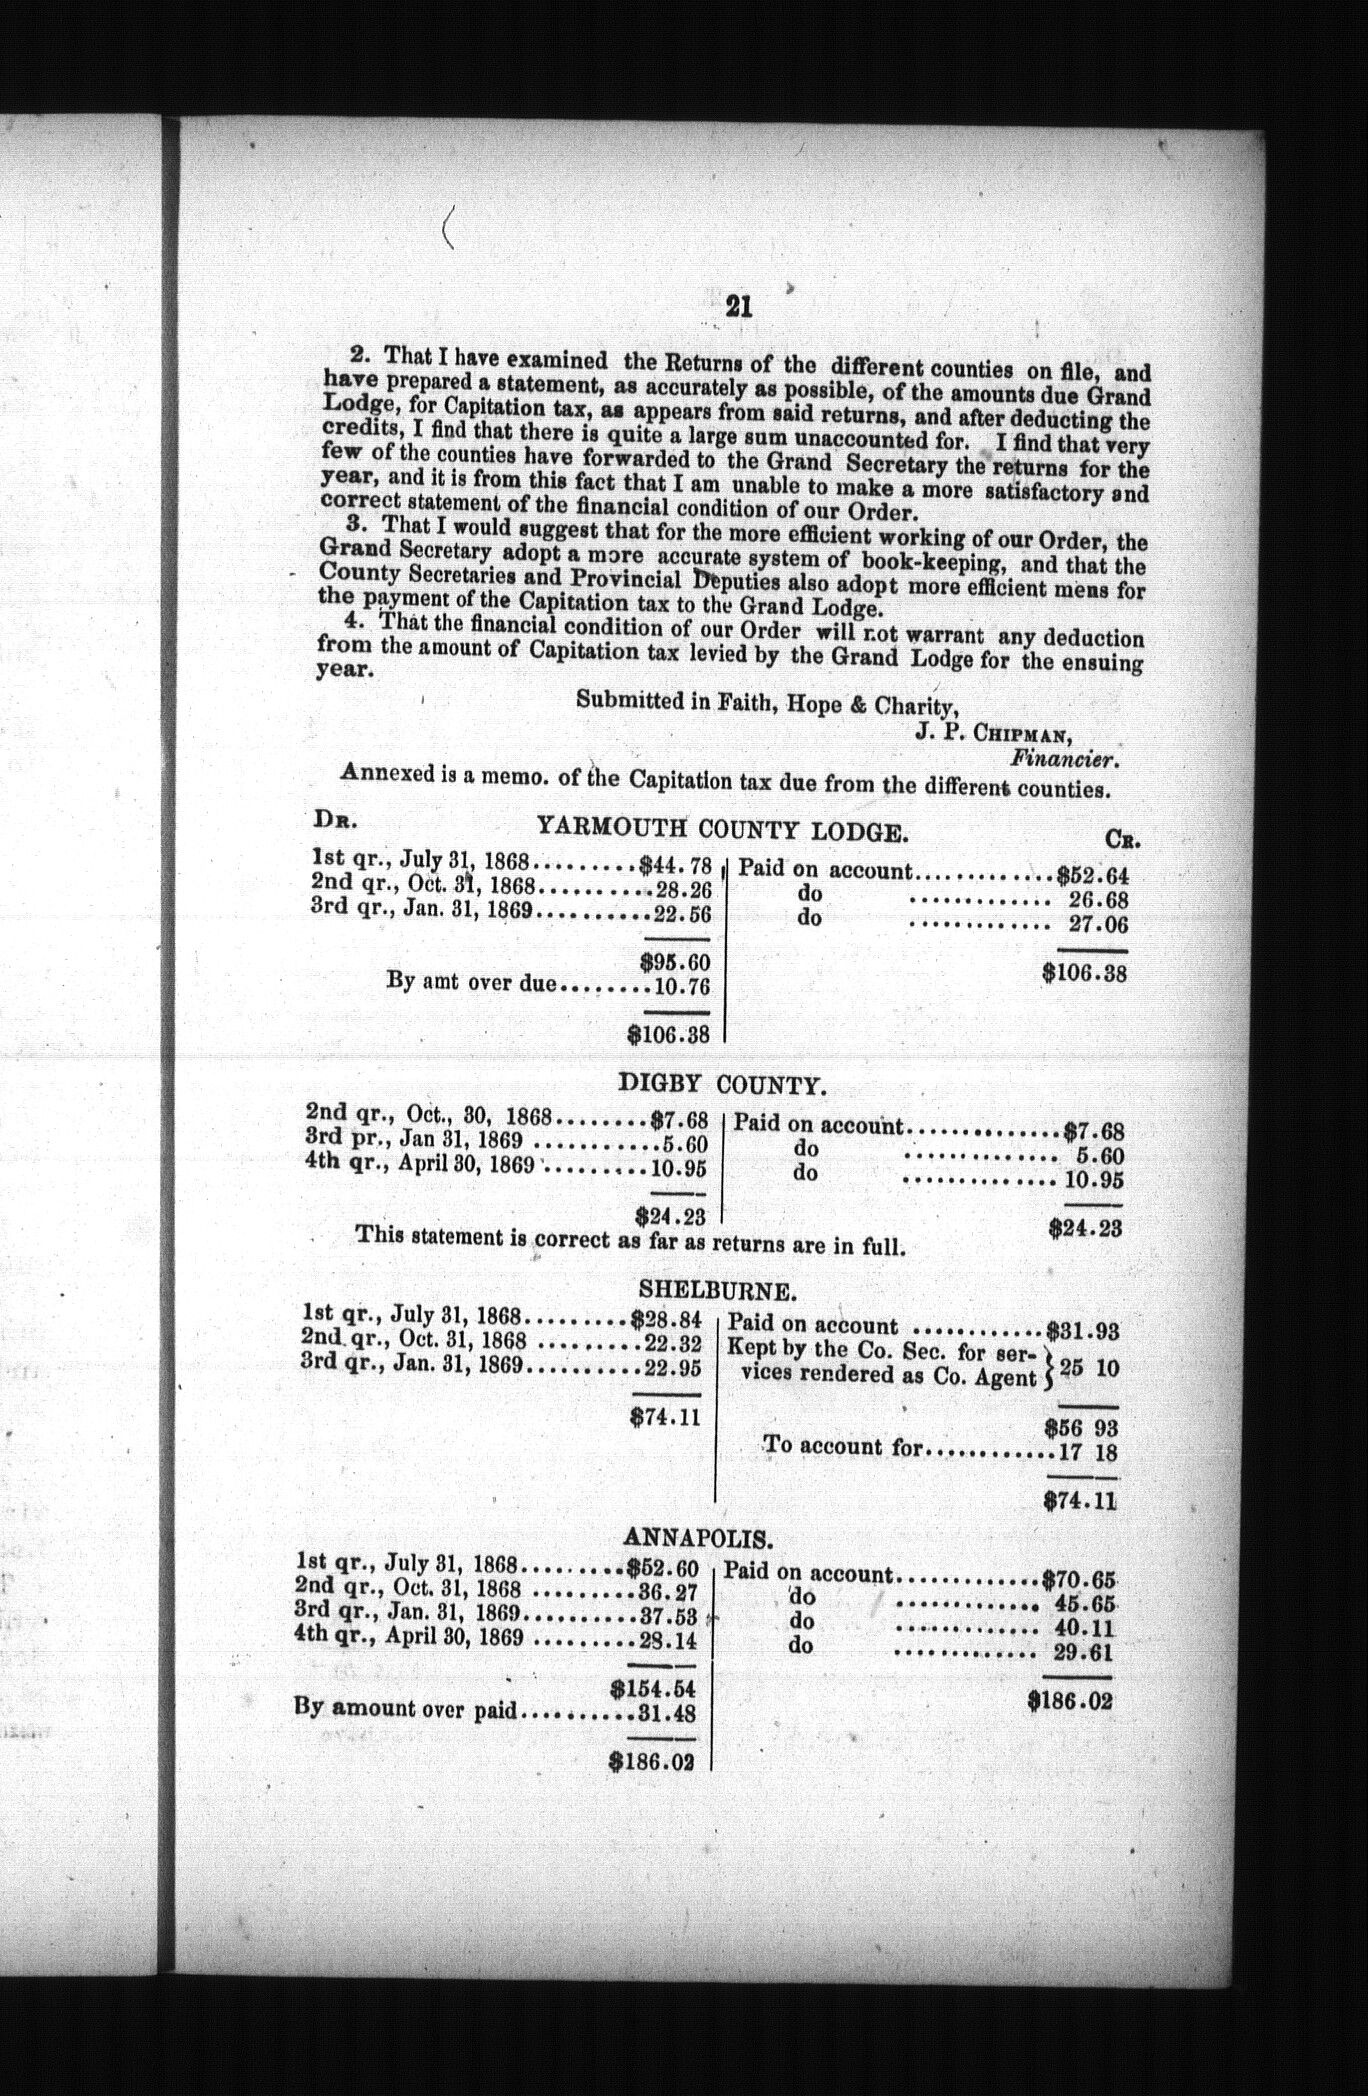 21
2. That I have examined the Returns of the different counties on file, and
have prepared a statement, as accurately as possible, of the amounts due Grand
Lodge, for Capitation tax, as appears from said returns, and after deducting the
credits, I find that there is quite a large sum unaccounted for. I find that very
few of the counties have forwarded to the Grand Secretary the returns for the
year, and it is from this fact that I am unable to make a more satisfactory and
correct statement of the financial condition of our Order.
3. That I would suggest that for the more efficient working of our Order, the
Grand Secretary adopt a more accurate system of book-keeping, and that the
County Secretaries and Provincial Deputies also adopt more efficient mens for
the payment of the Capitation tax to the Grand Lodge.
4. That the financial condition of our Order will not warrant any deduction
from the amount of Capitation tax levied by the Grand Lodge for the ensuing
year.
Submitted in Faith, Hope & Charity,
J. P. CHIPMAN,
Financier.
Annexed is a memo. of the Capitation tax due from the different counties.
DR. YARMOUTH COUNTY LODGE. CR.
1st qr., July 31, 1868.........$44.78 Paid on account.............$52.64
2nd qr., Oct. 31, 1868..........28.26 do ............. 26.68
3rd qr., Jan. 31, 1869..........22.56 do ............. 27.06
$95.60 $106.38
By amt over due........10.76
$106.38
DIGBY COUNTY.
2nd qr., Oct., 30, 1868........$7.68 Paid on account..............$7.68
3rd pr., Jan 31, 1869 ...........5.60 do .............. 5.60
4th qr., April 30, 1869 .........10.95 do .............. 10.95
$24.23 $24.23
This statement is correct as far as returns are in full.
SHELBURNE.
1st qr., July 31, 1868.........$28.84 Paid on account ............$31.93
2nd qr., Oct. 31, 1868 .........22.32 Kept by the Co. Sec. for ser-
3rd qr., Jan. 31, 1869..........22.95 vices rendered as Co. Agent } 25 10
$74.11 $56 93
To account for............17 18
$74.11
ANNAPOLIS.
1st qr., July 31, 1868.........$52.60 Paid on account.............$70.65
2nd qr., Oct. 31, 1868 .........36.27 do ............. 45.65
3rd qr., Jan. 31, 1869..........37.53 do ............. 40.11
4th qr., April 30, 1869 .........28.14 do ............. 29.61
$154.54 $186.02
By amount over paid..........31.48
$186.02